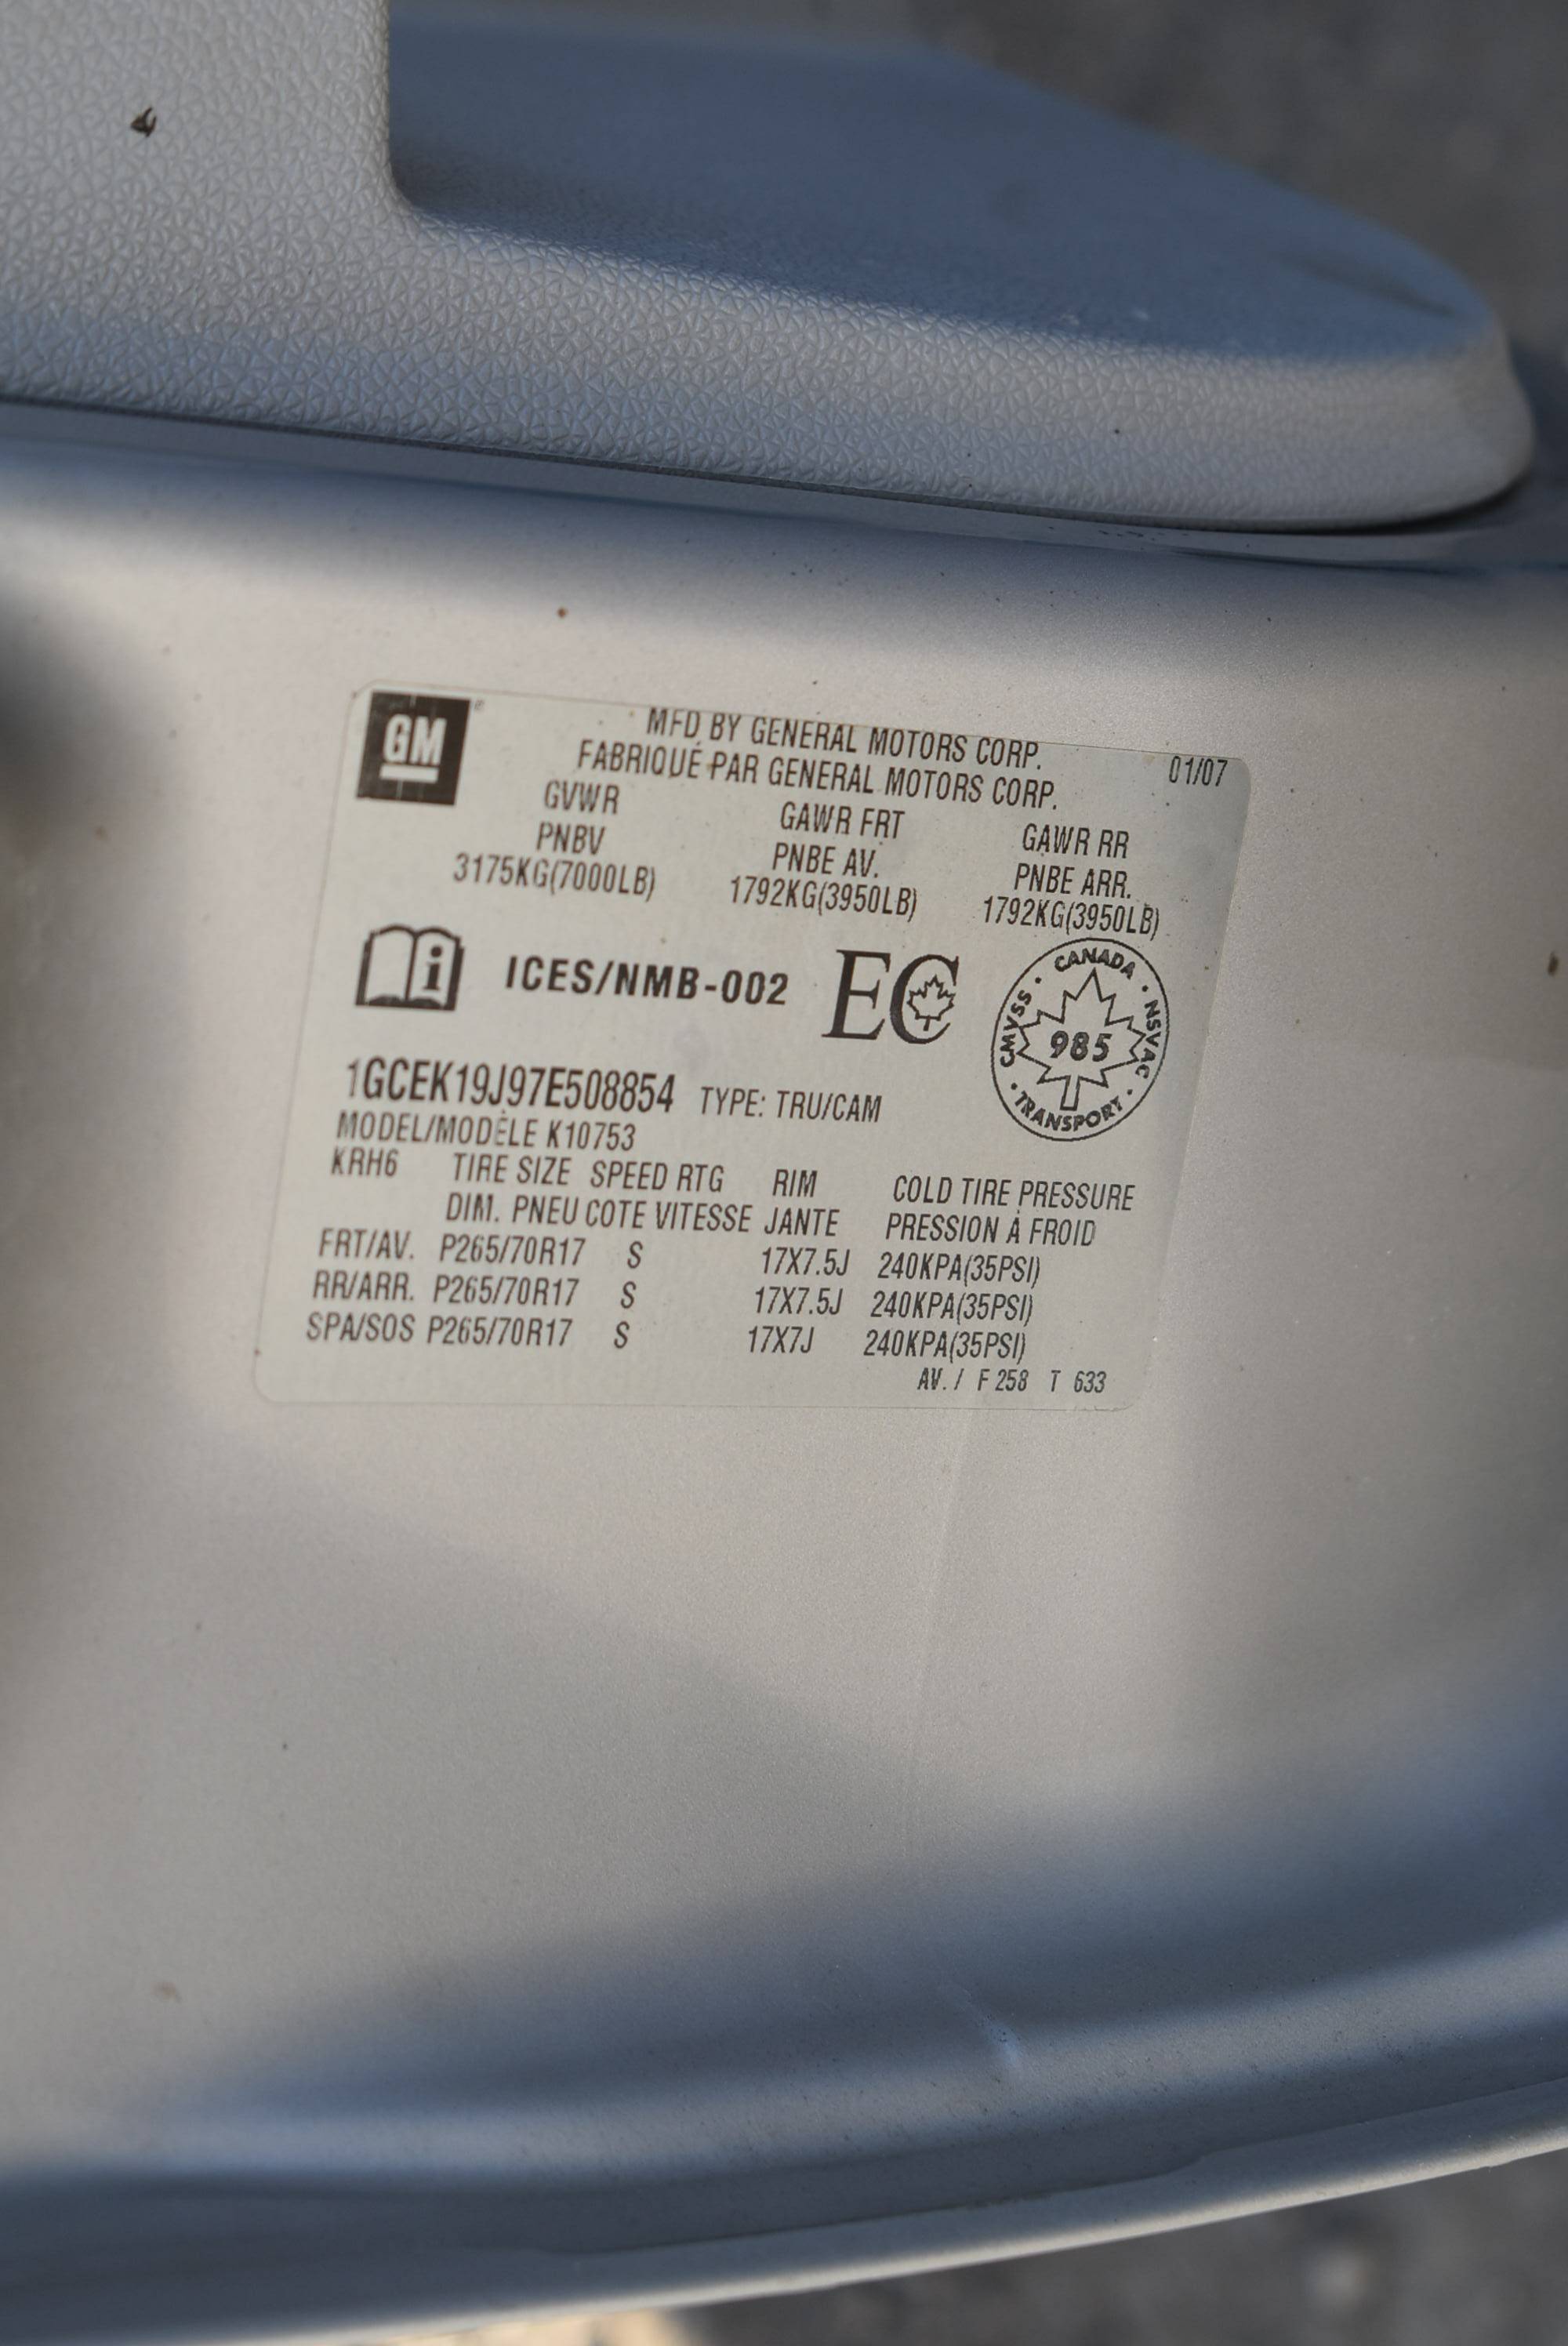 GM
MFD BY GENERAL MOTORS CORP.
01/07
FABRIQUÉ PAR GENERAL MOTORS CORP.
GVWR GAWR FRT GAWR RR
PNBV PNBE AV. PNBE ARR.
3175KG(7000LB) 1792KG(3950LB) 1792KG(3950LB)
i ICES/NMB-002 EC
CANADA · NSVAC · TRANSPORT · CMVSS ·
985
1GCEK19J97E508854 TYPE: TRU/CAM
MODEL/MODÈLE K10753
KRH6 TIRE SIZE SPEED RTG RIM COLD TIRE PRESSURE
DIM. PNEU COTE VITESSE JANTE PRESSION À FROID
FRT/AV. P265/70R17 S 17X7.5J 240KPA(35PSI)
RR/ARR. P265/70R17 S 17X7.5J 240KPA(35PSI)
SPA/SOS P265/70R17 S 17X7J 240KPA(35PSI)
AV. / F 258 T 633